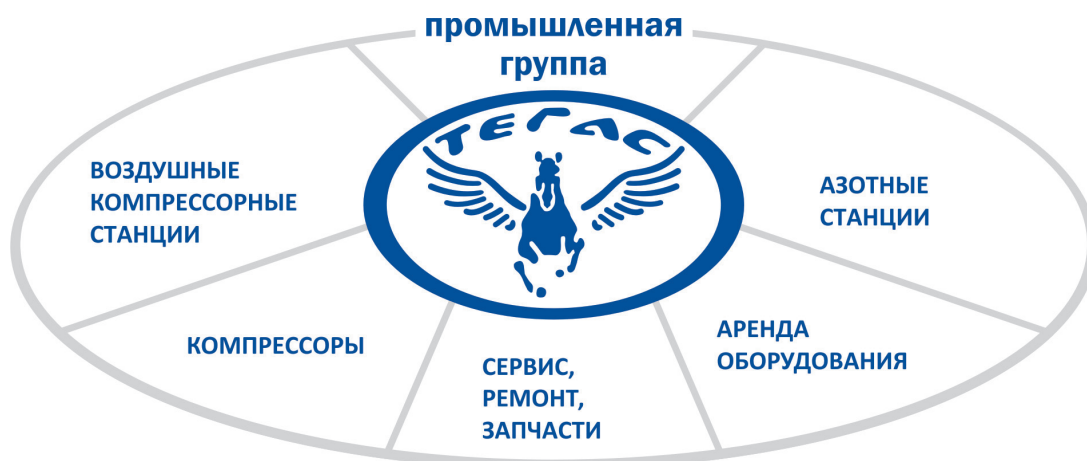 промышленная
группа
ТЕГАС
ВОЗДУШНЫЕ
КОМПРЕССОРНЫЕ
СТАНЦИИ
АЗОТНЫЕ
СТАНЦИИ
КОМПРЕССОРЫ
СЕРВИС,
РЕМОНТ,
ЗАПЧАСТИ
АРЕНДА
ОБОРУДОВАНИЯ